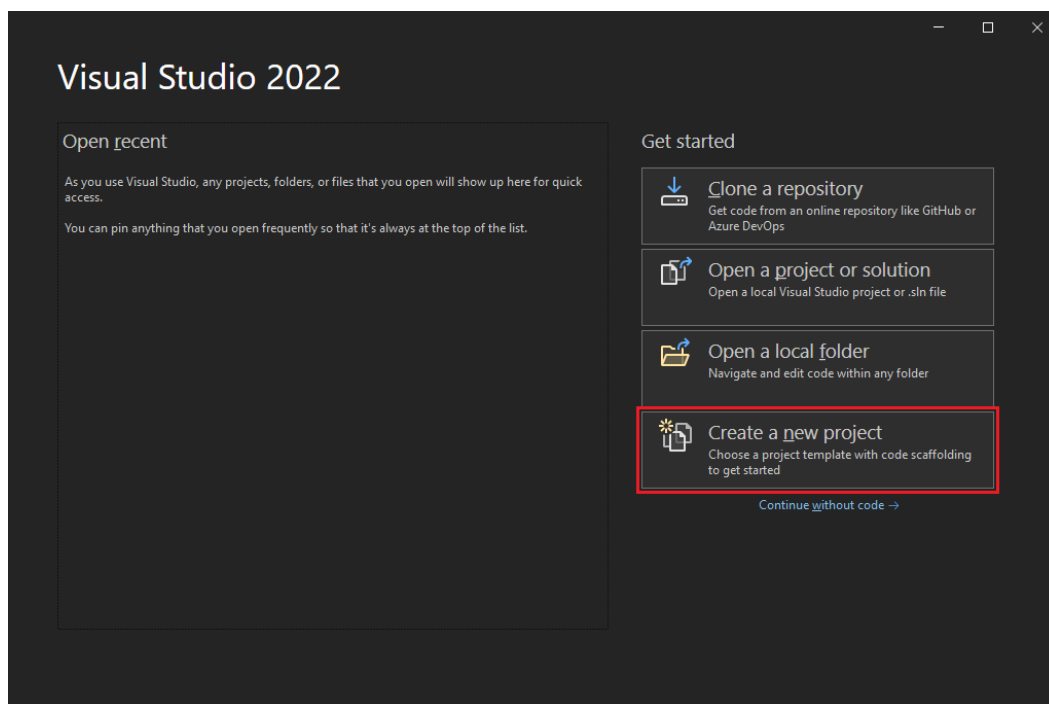 Visual Studio 2022
Open recent
As you use Visual Studio, any projects, folders, or files that you open will show up here for quick
access.
You can pin anything that you open frequently so that it's always at the top of the list.
Get started
Clone a repository
Get code from an online repository like GitHub or
Azure DevOps
Open a project or solution
Open a local Visual Studio project or .sln file
Open a local folder
Navigate and edit code within any folder
Create a new project
Choose a project template with code scaffolding
to get started
Continue without code →